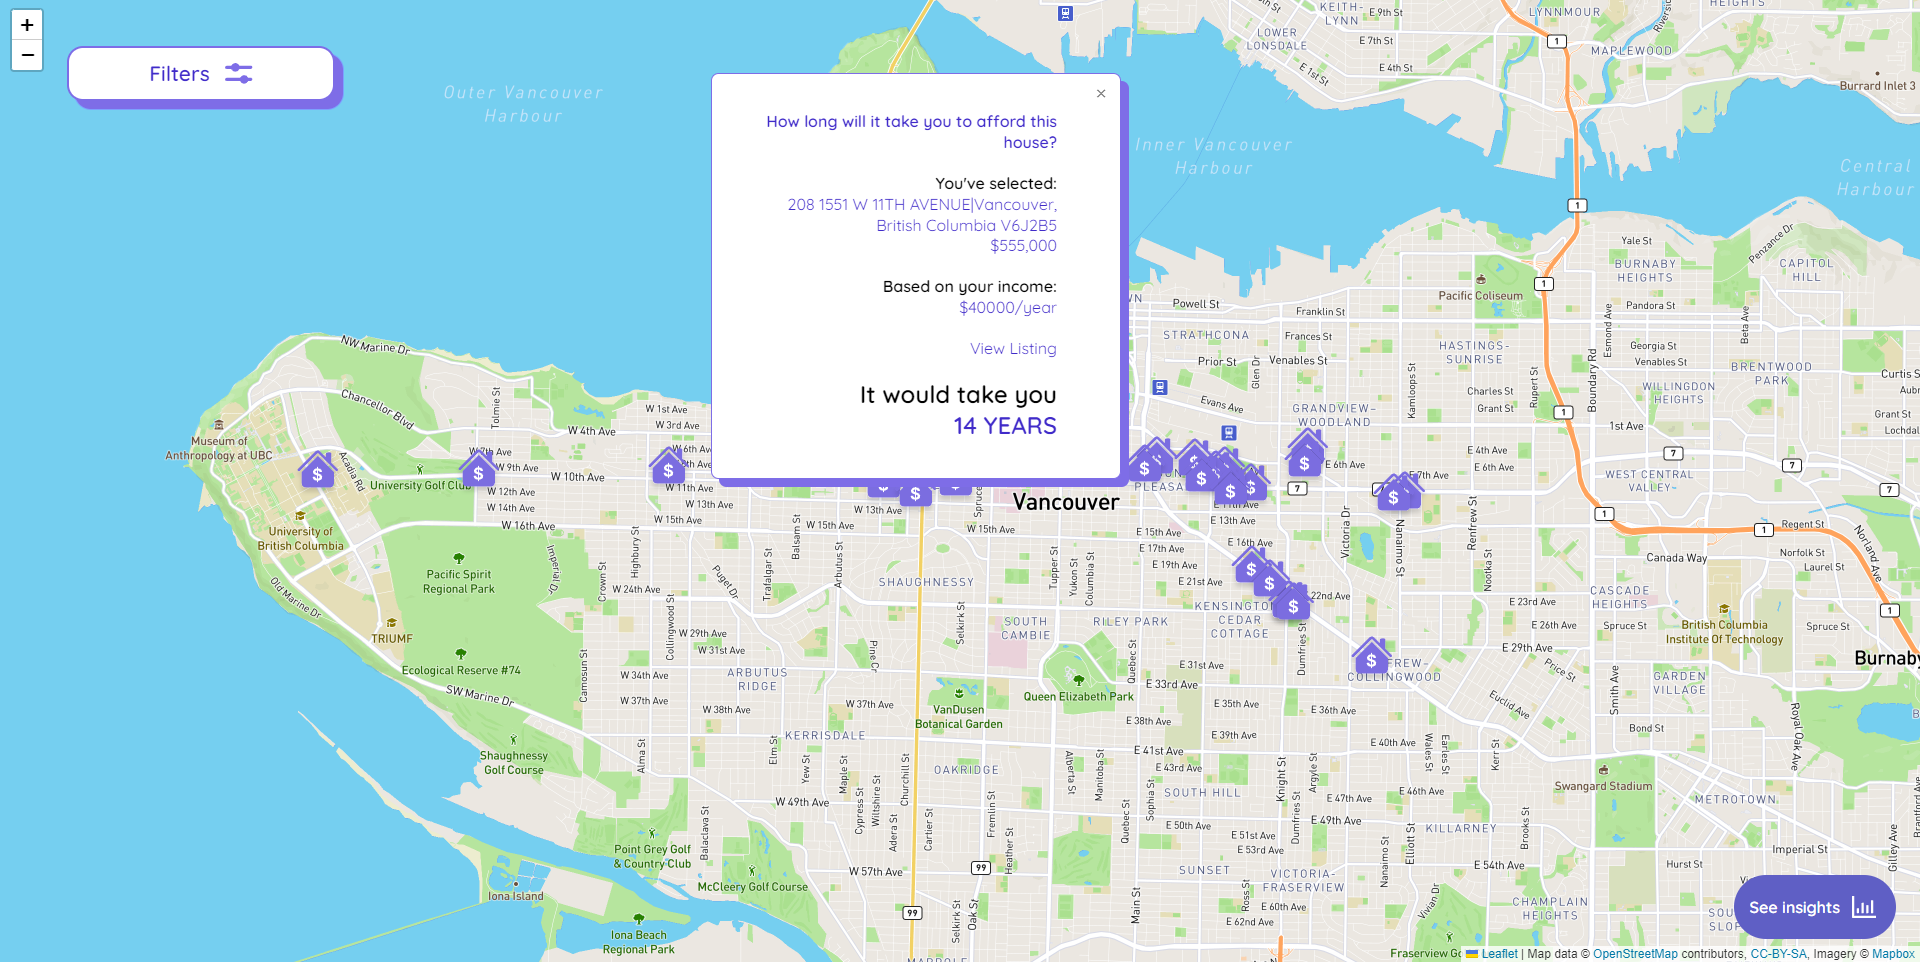 +
−
Filters
Outer Vancouver
Harbour
×
How long will it take you to afford this
house?
You've selected:
208 1551 W 11TH AVENUE|Vancouver,
British Columbia V6J2B5
$555,000
Based on your income:
$40000/year
View Listing
It would take you
14 YEARS
KEITH-
LYNN
E 9th St
LYNNMOUR
HEIGHTS
LOWER
LONSDALE
E 7th St
1
MAPLEWOOD
E 4th St
E 1st St
Burrard Inlet 3
Inner Vancouver
Harbour
Central
Harbour
1
Penzance Dr
Yale St
BURNABY
HEIGHTS
CAPITOL
HILL
Pacific Coliseum
1
Powell St
Franklin St
Pandora St
STRATHCONA
Frances St
Esmond Ave
Beta Ave
HASTINGS-
SUNRISE
Georgia St
Venables St
Prior St
Venables St
Glen Dr
BRENTWOOD
PARK
Kamloops St
Rupert St
Boundary Rd
WILLINGDON
HEIGHTS
Curtis S
Charles St
Grant St
Evans Ave
GRANDVIEW-
WOODLAND
1
Grant St
1st Ave
Lochdal
NW Marine Dr
Chancellor Blvd
Tolmie St
W 1st Ave
W 3rd Ave
W 4th Ave
Museum of
Anthropology at UBC
Acadia Rd
W 9th Ave
W 10th Ave
W 11th Ave
University Golf Club
W 12th Ave
W 14th Ave
W 13th Ave
W 15th Ave
W 16th Ave
W 15th Ave
W 15th Ave
$
Spruce
Vancouver
E 6th Ave
E 4th Ave
E 6th Ave
7
7
7
7
WEST CENTRAL
VALLEY
E 7th Ave
E 13th Ave
E 15th Ave
E 16th Ave
E 17th Ave
E 19th Ave
E 21st Ave
22nd Ave
Victoria Dr
Nanaimo St
Renfrew St
1
1
Regent St
Norland Ave
Canada Way
Norfolk St
Laurel St
University of
British Columbia
Pacific Spirit
Regional Park
Imperial Dr
Crown St
Highbury St
W 24th Ave
Puget Dr
Trafalgar St
Balsam St
Arbutus St
SHAUGHNESSY
Tupper St
Yukon St
Columbia St
Nootka St
CASCADE
HEIGHTS
1
E 23rd Ave
E 26th Ave
Spruce St
British Columbia
Institute Of Technology
Spruce St
Old Marine Dr
TRIUMF
Ecological Reserve #74
SW Marine Dr
Collingwood St
Camosun St
W 29th Ave
W 31st Ave
W 34th Ave
W 37th Ave
W 38th Ave
ARBUTUS
RIDGE
Pine Cr
Selkirk St
SOUTH
CAMBIE
RILEY PARK
KENSINGTON
CEDAR
COTTAGE
Quebec St
Dumfries St
E 29th Ave
Burnaby
Price St
E 31st Ave
E 33rd Ave
COLLINGWOOD
GARDEN
VILLAGE
Smith Ave
Euclid Ave
Queen Elizabeth Park
VanDusen
Botanical Garden
W 37th Ave
E 35th Ave
E 36th Ave
E 38th Ave
E 39th Ave
Bond St
Royal Oak Ave
KERRISDALE
Elm St
Alma St
Shaughnessy
Golf Course
OAKRIDGE
E 41st Ave
E 40th Ave
E 43rd Ave
Wales St
Earles St
Kerr St
Yew St
Maple St
Cypress St
Wiltshire St
Churchill St
Alberta St
Manitoba St
Sophia St
SOUTH HILL
Knight St
Argyle St
Swangard Stadium
METROTOWN
W 49th Ave
Balaclava St
Adera St
Cartier St
Fremlin St
Heather St
Quebec St
E 47th Ave
E 46th Ave
E 49th Ave
E 50th Ave
E 51st Ave
E 53rd Ave
Dumfries St
KILLARNEY
Brooks St
Imperial St
Gilley Ave
Point Grey Golf
& Country Club
McCleery Golf Course
W 57th Ave
99
99
SUNSET
VICTORIA-
FRASERVIEW
Nanaimo St
Elliott St
E 54th Ave
Hurst St
Iona Island
Iona Beach
Regional Park
Selkirk St
Oak St
Main St
Ross St
E 60th Ave
E 62nd Ave
Vivian Dr
CHAMPLAIN
HEIGHTS
See insights
Leaflet | Map data © OpenStreetMap contributors, CC-BY-SA, Imagery © Mapbox